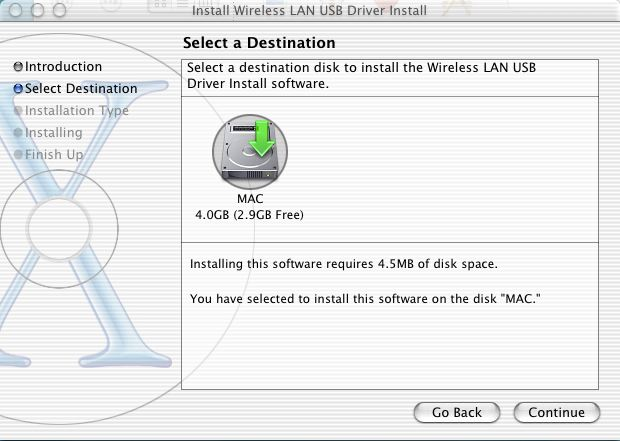 Install Wireless LAN USB Driver Install
Select a Destination
Introduction
Select Destination
Installation Type
Installing
Finish Up
Select a destination disk to install the Wireless LAN USB
Driver Install software.
MAC
4.0GB (2.9GB Free)
Installing this software requires 4.5MB of disk space.
You have selected to install this software on the disk "MAC."
Go Back
Continue